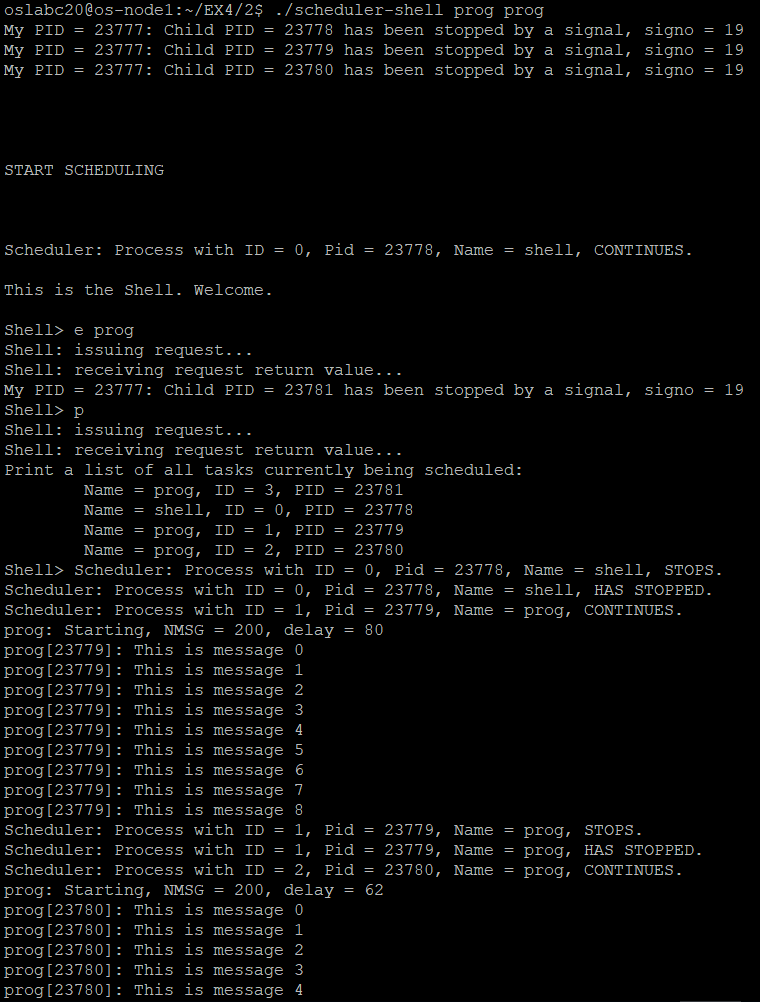 oslabc20@os-node1:~/EX4/2$ ./scheduler-shell prog prog
My PID = 23777: Child PID = 23778 has been stopped by a signal, signo = 19
My PID = 23777: Child PID = 23779 has been stopped by a signal, signo = 19
My PID = 23777: Child PID = 23780 has been stopped by a signal, signo = 19
START SCHEDULING
Scheduler: Process with ID = 0, Pid = 23778, Name = shell, CONTINUES.
This is the Shell. Welcome.
Shell> e prog
Shell: issuing request...
Shell: receiving request return value...
My PID = 23777: Child PID = 23781 has been stopped by a signal, signo = 19
Shell> p
Shell: issuing request...
Shell: receiving request return value...
Print a list of all tasks currently being scheduled:
        Name = prog, ID = 3, PID = 23781
        Name = shell, ID = 0, PID = 23778
        Name = prog, ID = 1, PID = 23779
        Name = prog, ID = 2, PID = 23780
Shell> Scheduler: Process with ID = 0, Pid = 23778, Name = shell, STOPS.
Scheduler: Process with ID = 0, Pid = 23778, Name = shell, HAS STOPPED.
Scheduler: Process with ID = 1, Pid = 23779, Name = prog, CONTINUES.
prog: Starting, NMSG = 200, delay = 80
prog[23779]: This is message 0
prog[23779]: This is message 1
prog[23779]: This is message 2
prog[23779]: This is message 3
prog[23779]: This is message 4
prog[23779]: This is message 5
prog[23779]: This is message 6
prog[23779]: This is message 7
prog[23779]: This is message 8
Scheduler: Process with ID = 1, Pid = 23779, Name = prog, STOPS.
Scheduler: Process with ID = 1, Pid = 23779, Name = prog, HAS STOPPED.
Scheduler: Process with ID = 2, Pid = 23780, Name = prog, CONTINUES.
prog: Starting, NMSG = 200, delay = 62
prog[23780]: This is message 0
prog[23780]: This is message 1
prog[23780]: This is message 2
prog[23780]: This is message 3
prog[23780]: This is message 4